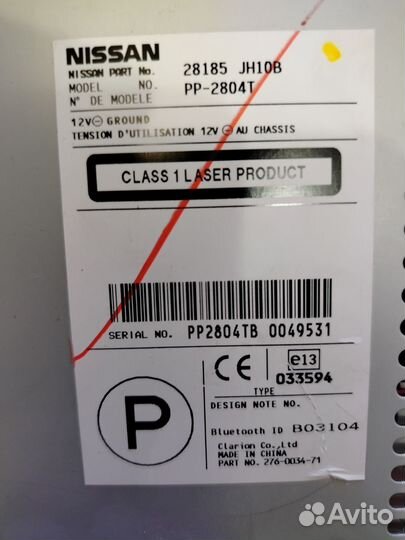 NISSAN
NISSAN PART No. 28185 JH10B
MODEL NO. PP-2804T
N° DE MODELE
12V⊖ GROUND
TENSION D'UTILISATION 12V⊖ AU CHASSIS
CLASS 1 LASER PRODUCT
SERIAL NO. PP2804TB 0049531
P
CE e13
033594
TYPE
DESIGN NOTE NO.
Bluetooth ID B03104
Clarion Co.,Ltd
MADE IN CHINA
PART NO. 276-0034-71
Avito